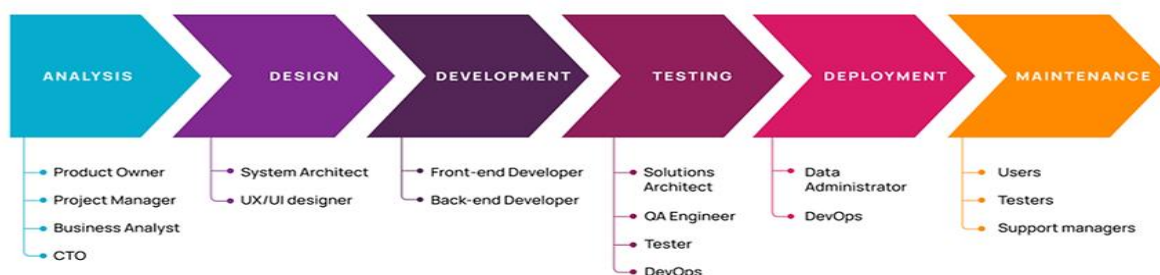 ANALYSIS
DESIGN
DEVELOPMENT
TESTING
DEPLOYMENT
MAINTENANCE
Product Owner
Project Manager
Business Analyst
CTO
System Architect
UX/UI designer
Front-end Developer
Back-end Developer
Solutions
Architect
QA Engineer
Tester
DevOps
Data
Administrator
DevOps
Users
Testers
Support managers